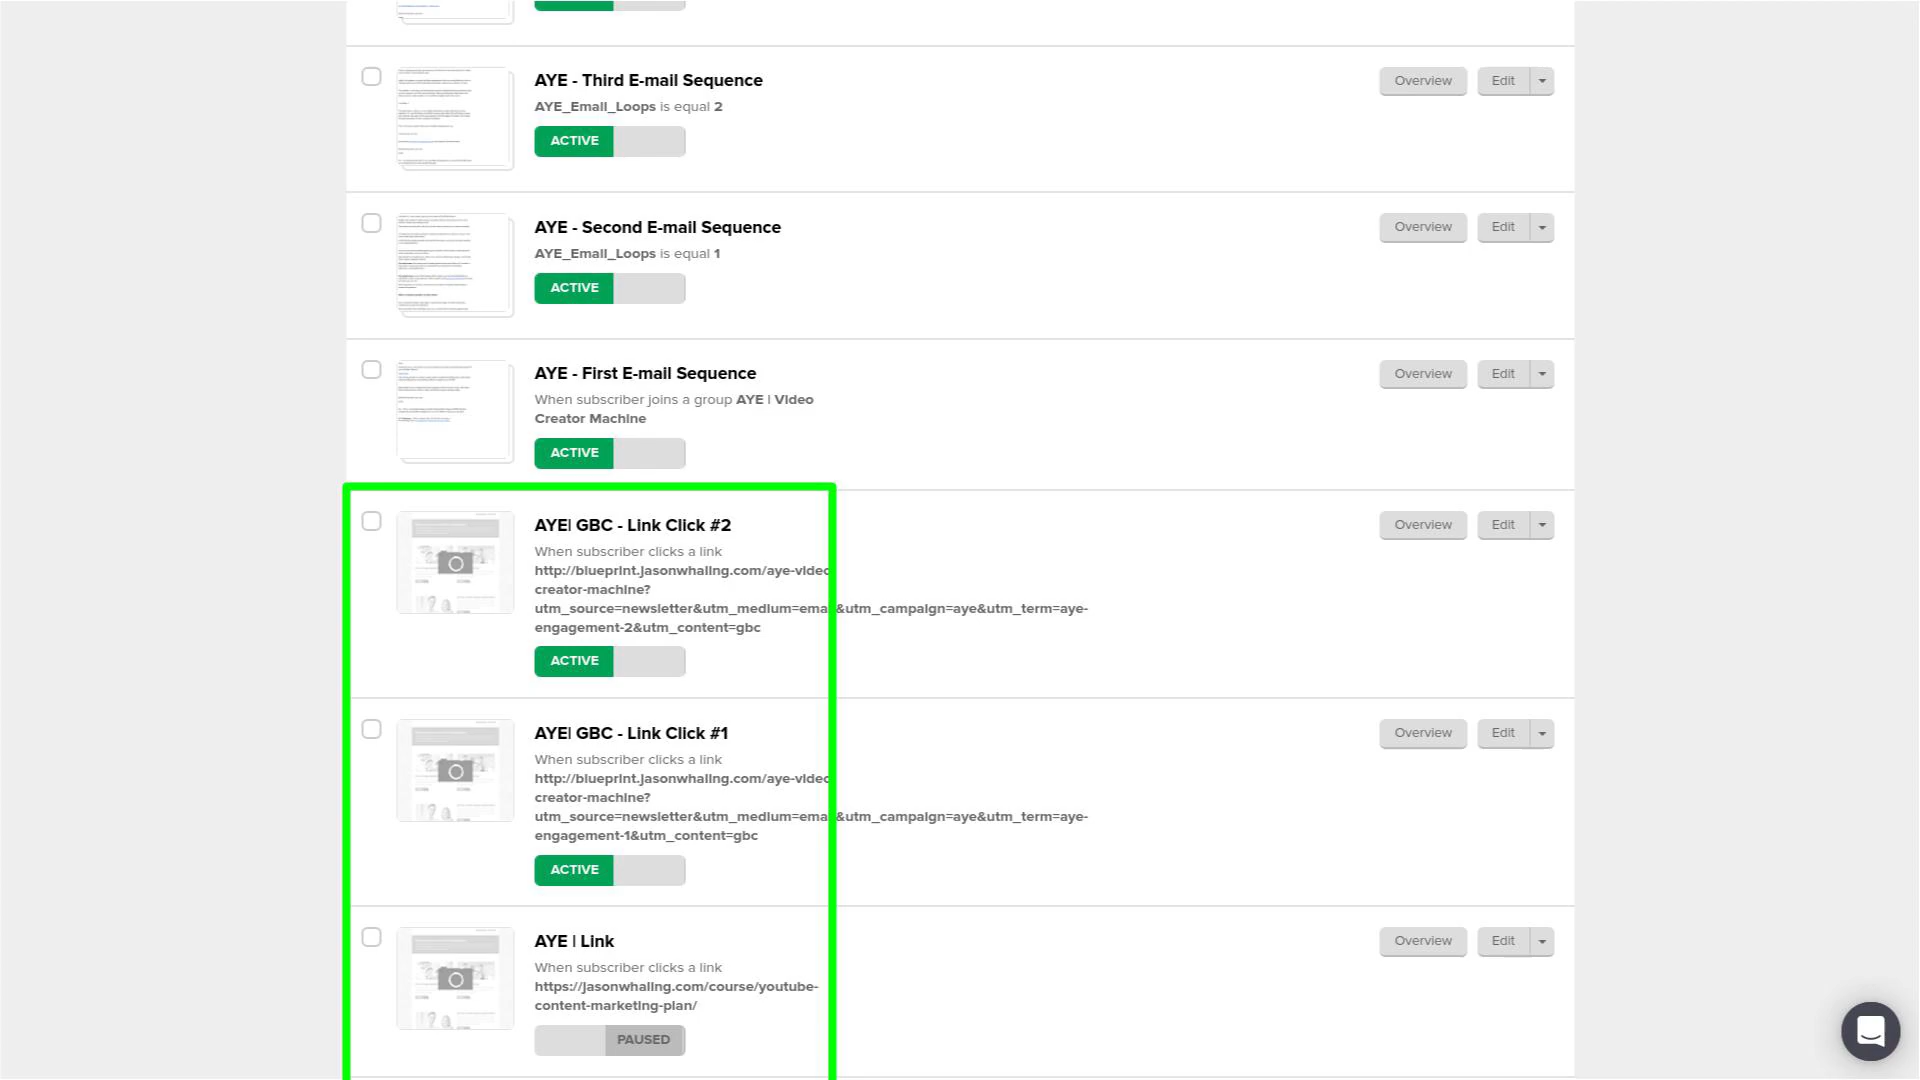 ACTIVE
AYE - Third E-mail Sequence
AYE_Email_Loops is equal 2
ACTIVE
Overview
Edit
AYE - Second E-mail Sequence
AYE_Email_Loops is equal 1
ACTIVE
Overview
Edit
AYE - First E-mail Sequence
When subscriber joins a group AYE | Video
Creator Machine
ACTIVE
Overview
Edit
AYE| GBC - Link Click #2
When subscriber clicks a link
http://blueprint.jasonwhaling.com/aye-video
creator-machine?
utm_source=newsletter&utm_medium=ema &utm_campaign=aye&utm_term=aye-
engagement-2&utm_content=gbc
ACTIVE
Overview
Edit
AYE| GBC - Link Click #1
When subscriber clicks a link
http://blueprint.jasonwhaling.com/aye-video
creator-machine?
utm_source=newsletter&utm_medium=ema &utm_campaign=aye&utm_term=aye-
engagement-1&utm_content=gbc
ACTIVE
Overview
Edit
AYE | Link
When subscriber clicks a link
https://jasonwhaling.com/course/youtube-
content-marketing-plan/
PAUSED
Overview
Edit